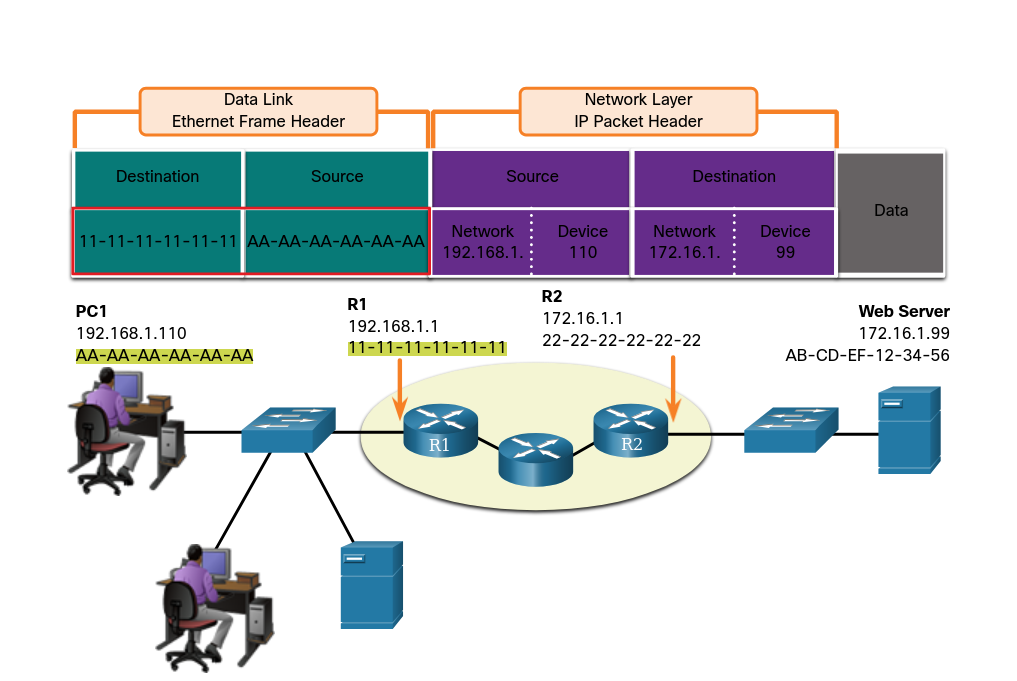 Data Link
Ethernet Frame Header
Network Layer
IP Packet Header
Destination
Source
Source
Destination
Data
11-11-11-11-11-11
AA-AA-AA-AA-AA-AA
Network
192.168.1.
Device
110
Network
172.16.1.
Device
99
PC1
192.168.1.110
AA-AA-AA-AA-AA-AA
R1
192.168.1.1
11-11-11-11-11-11
R2
172.16.1.1
22-22-22-22-22-22
Web Server
172.16.1.99
AB-CD-EF-12-34-56
R1
R2